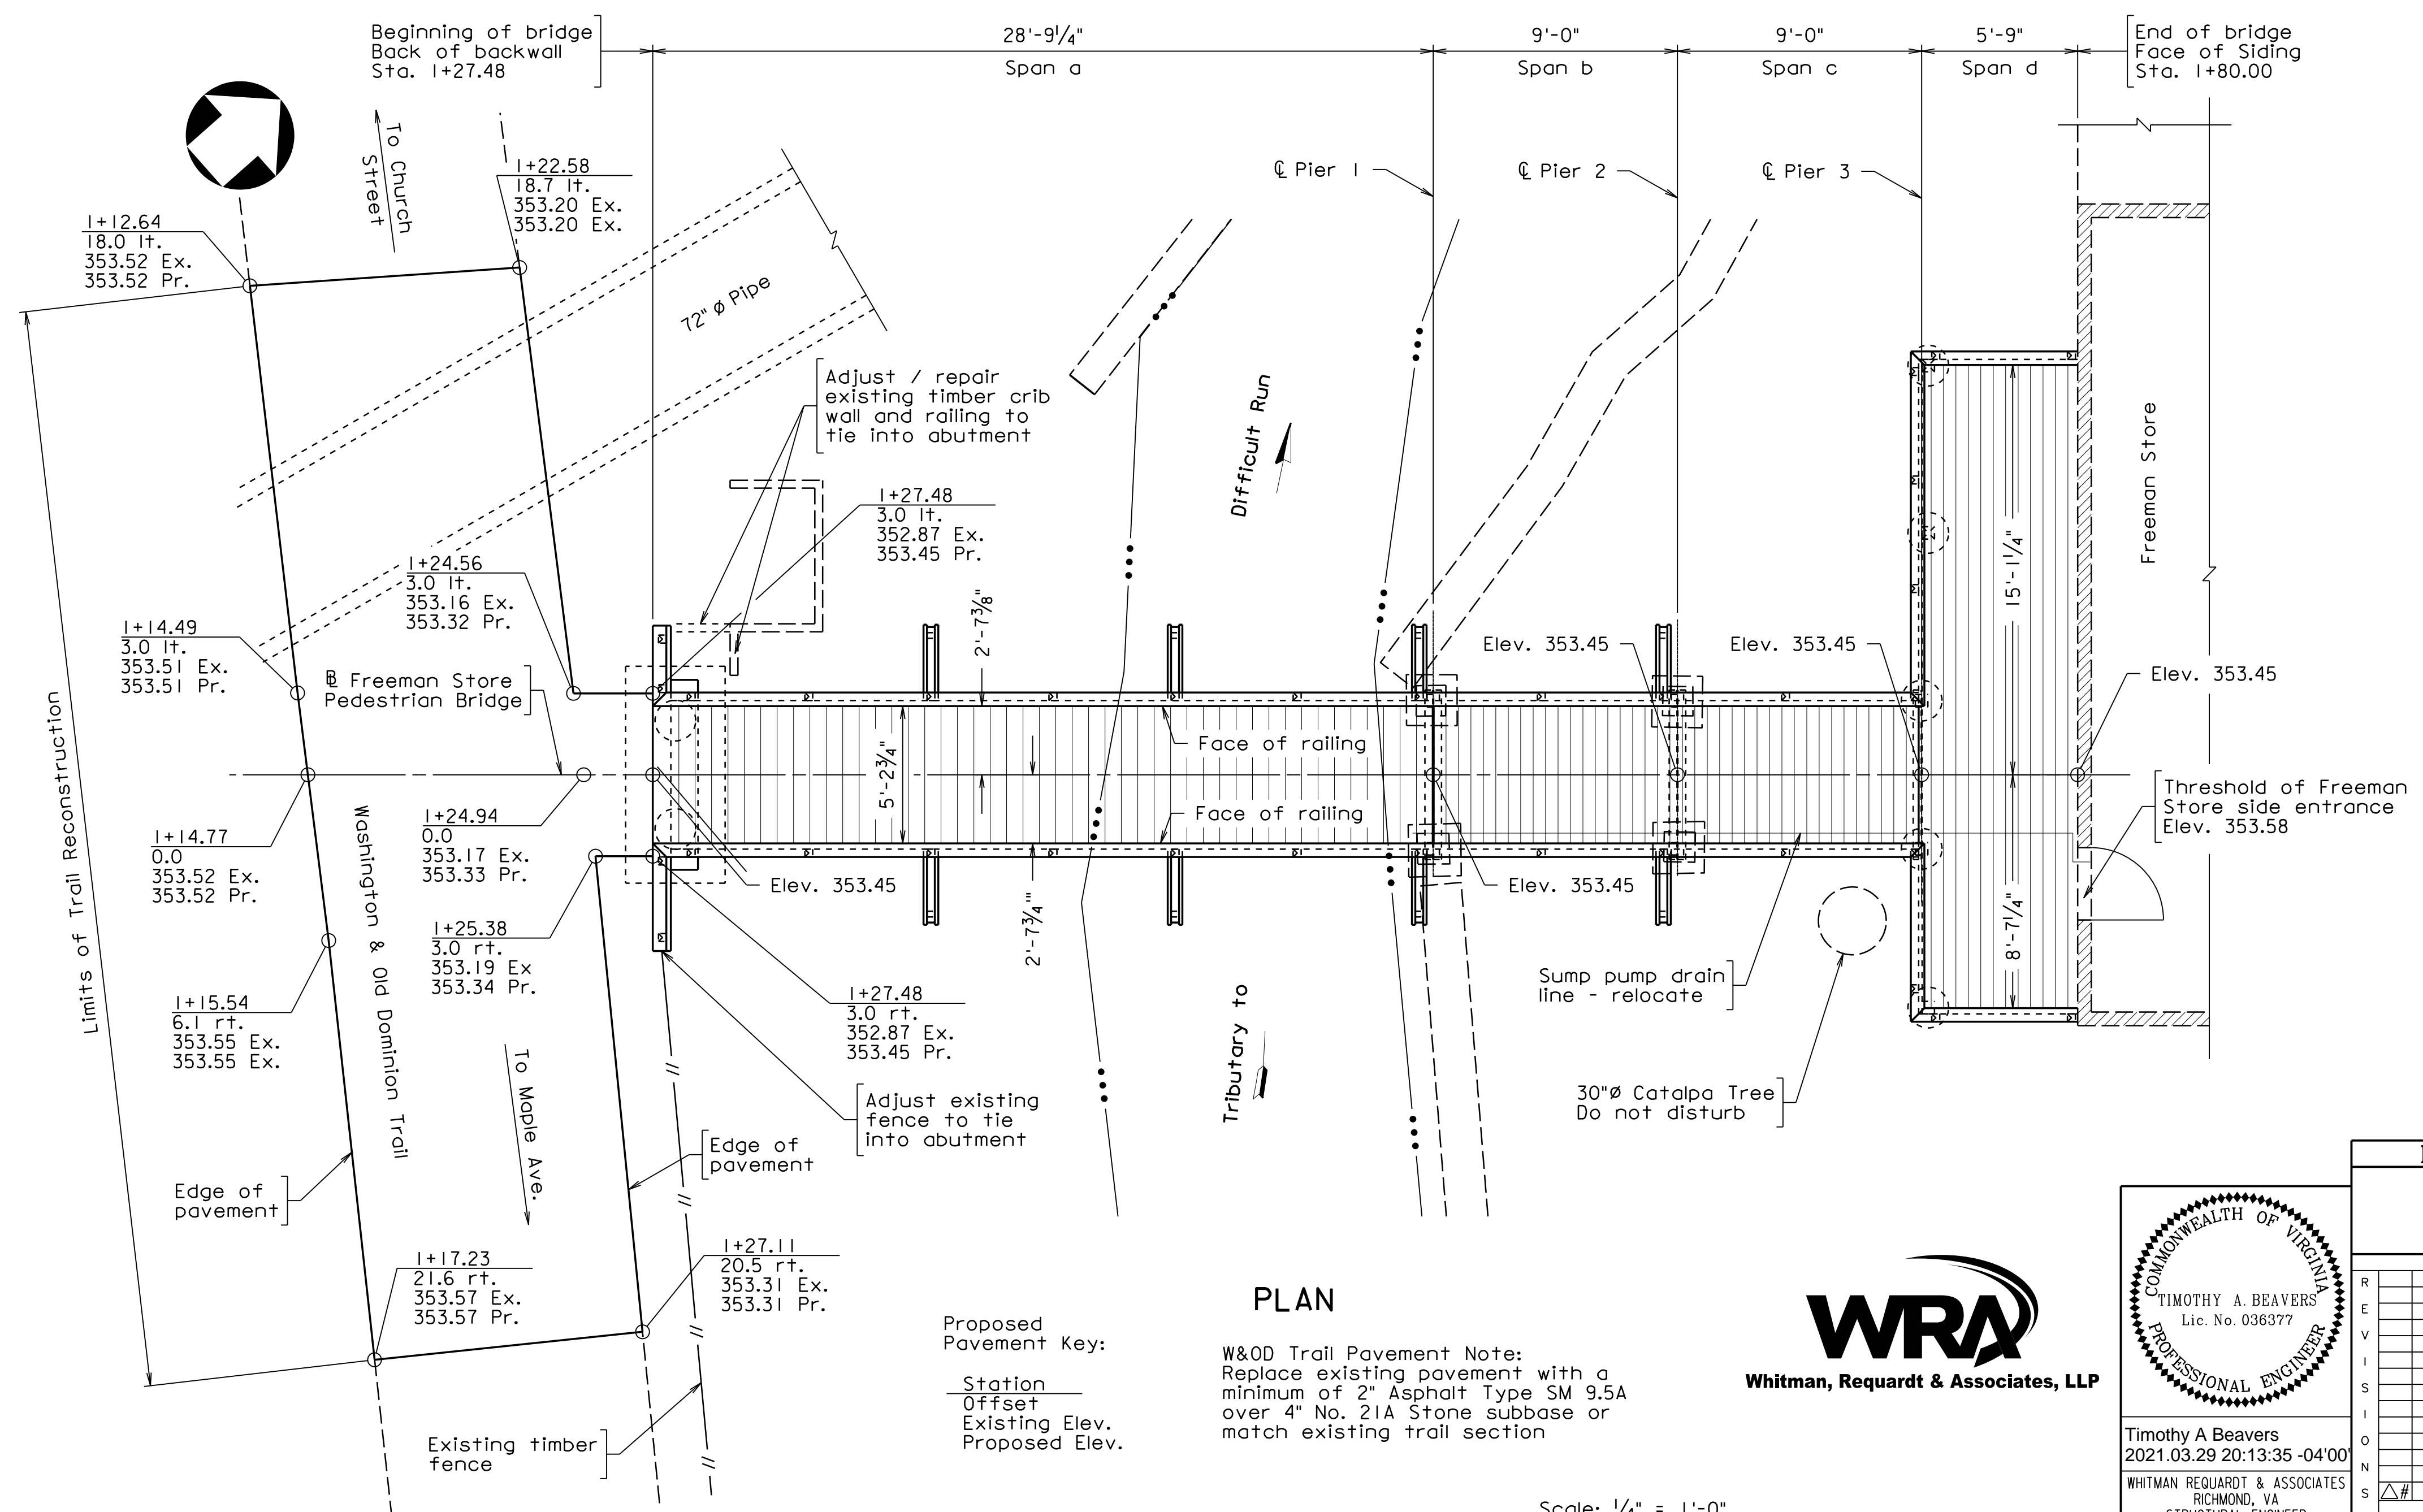 Beginning of bridge
Back of backwall
Sta. 1+27.48
28'-9 1/4"
Span a
9'-0"
Span b
9'-0"
Span c
5'-9"
Span d
End of bridge
Face of Siding
Sta. 1+80.00
To Church
Street
1+22.58
18.7 lt.
353.20 Ex.
353.20 Ex.
1+12.64
18.0 lt.
353.52 Ex.
353.52 Pr.
72" Ø Pipe
℄ Pier 1
℄ Pier 2
℄ Pier 3
Adjust / repair
existing timber crib
wall and railing to
tie into abutment
Difficult Run
Freeman Store
1+27.48
3.0 lt.
352.87 Ex.
353.45 Pr.
1+24.56
3.0 lt.
353.16 Ex.
353.32 Pr.
1+14.49
3.0 lt.
353.51 Ex.
353.51 Pr.
BL Freeman Store
Pedestrian Bridge
2'-7 3/8"
15'-1 1/4"
Elev. 353.45
Elev. 353.45
Elev. 353.45
Limits of Trail Reconstruction
Face of railing
5'-2 3/4"
Face of railing
Threshold of Freeman
Store side entrance
Elev. 353.58
1+14.77
0.0
353.52 Ex.
353.52 Pr.
Washington & Old Dominion Trail
1+24.94
0.0
353.17 Ex.
353.33 Pr.
Elev. 353.45
Elev. 353.45
2'-7 3/4"'
8'-7 1/4"
1+25.38
3.0 rt.
353.19 Ex
353.34 Pr.
1+15.54
6.1 rt.
353.55 Ex.
353.55 Ex.
1+27.48
3.0 rt.
352.87 Ex.
353.45 Pr.
Sump pump drain
line - relocate
Tributary to
To Maple Ave.
30"Ø Catalpa Tree
Do not disturb
Adjust existing
fence to tie
into abutment
Edge of
pavement
Edge of
pavement
1+17.23
21.6 rt.
353.57 Ex.
353.57 Pr.
1+27.11
20.5 rt.
353.31 Ex.
353.31 Pr.
Existing timber
fence
Proposed
Pavement Key:
Station
Offset
Existing Elev.
Proposed Elev.
PLAN
W&OD Trail Pavement Note:
Replace existing pavement with a
minimum of 2" Asphalt Type SM 9.5A
over 4" No. 21A Stone subbase or
match existing trail section
Scale: 1/4" = 1'-0"
WRA
Whitman, Requardt & Associates, LLP
COMMONWEALTH OF VIRGINIA
TIMOTHY A. BEAVERS
Lic. No. 036377
PROFESSIONAL ENGINEER
Timothy A Beavers
2021.03.29 20:13:35 -04'00'
WHITMAN REQUARDT & ASSOCIATES
RICHMOND, VA
STRUCTURAL ENGINEER
REVISIONS
#